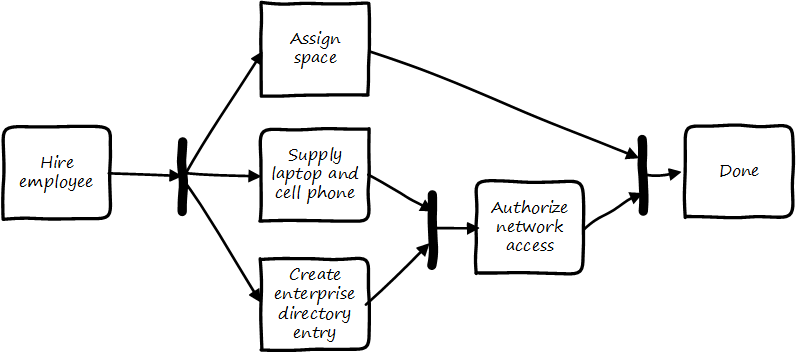 Assign
space
Hire
employee
Supply
laptop and
cell phone
Create
enterprise
directory
entry
Authorize
network
access
Done